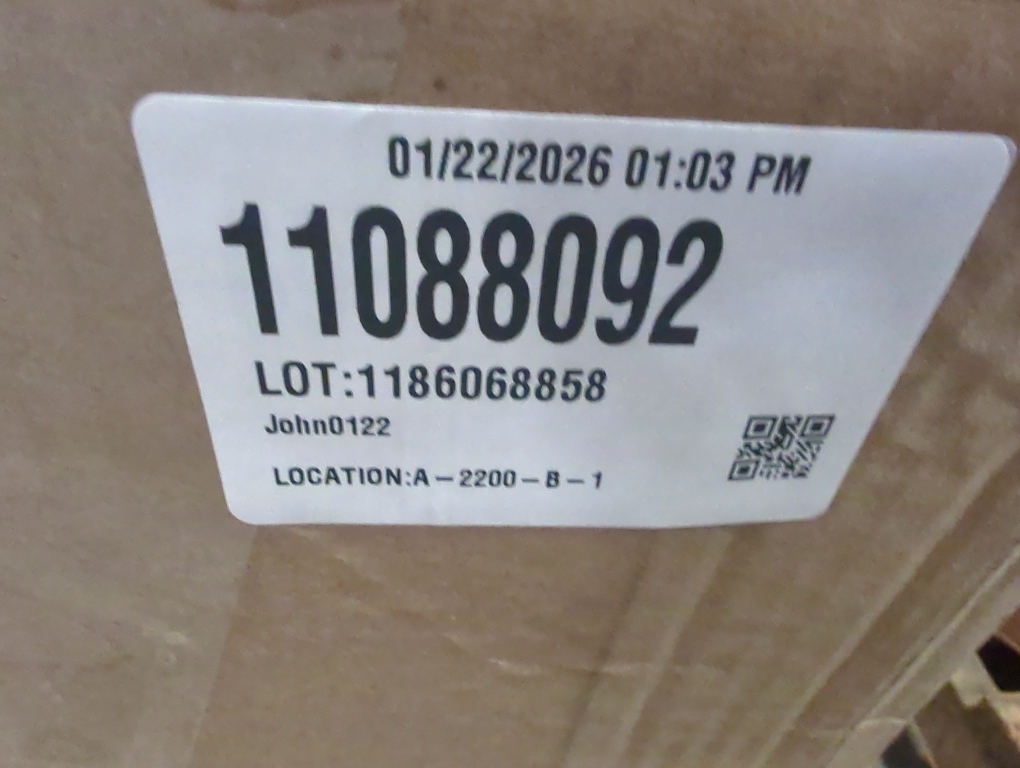 01/22/2026 01:03 PM
11088092
LOT:1186068858
John0122
LOCATION:A-2200-B-1